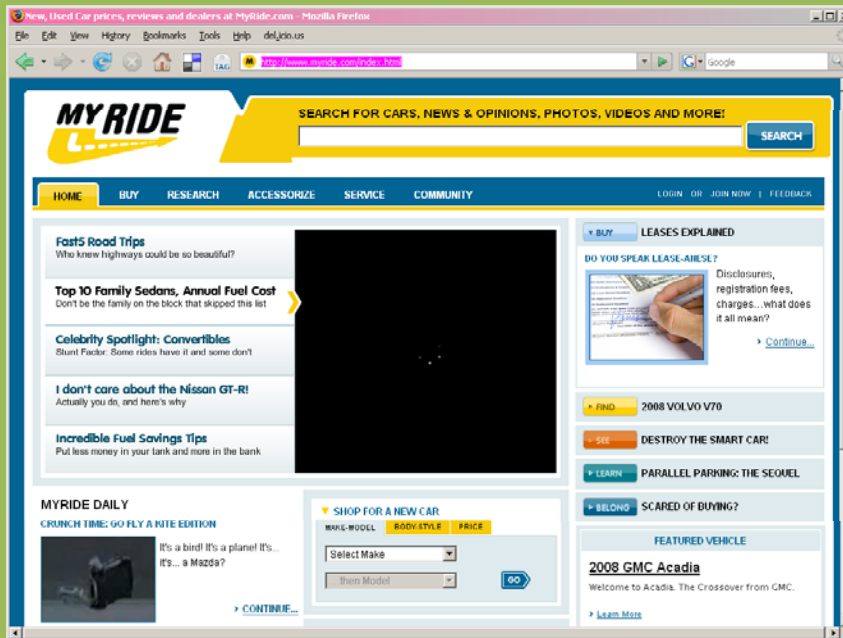 New, Used Car prices, reviews and dealers at MyRide.com - Mozilla Firefox
File Edit View History Bookmarks Tools Help del.icio.us
TAG
http://www.myride.com/index.html
Google
MY RIDE
SEARCH FOR CARS, NEWS & OPINIONS, PHOTOS, VIDEOS AND MORE!
SEARCH
HOME BUY RESEARCH ACCESSORIZE SERVICE COMMUNITY
LOGIN OR JOIN NOW | FEEDBACK
Fast5 Road Trips
Who knew highways could be so beautiful?
Top 10 Family Sedans, Annual Fuel Cost
Don't be the family on the block that skipped this list
Celebrity Spotlight: Convertibles
Stunt Factor: Some rides have it and some don't
I don't care about the Nissan GT-R!
Actually you do, and here's why
Incredible Fuel Savings Tips
Put less money in your tank and more in the bank
BUY LEASES EXPLAINED
DO YOU SPEAK LEASE-ANESE?
Disclosures,
registration fees,
charges...what does
it all mean?
Continue...
FIND 2008 VOLVO V70
SEE DESTROY THE SMART CAR!
LEARN PARALLEL PARKING: THE SEQUEL
BELONG SCARED OF BUYING?
MYRIDE DAILY
CRUNCH TIME: GO FLY A KITE EDITION
It's a bird! It's a plane! It's...
it's... a Mazda?
CONTINUE...
SHOP FOR A NEW CAR
MAKE-MODEL BODY-STYLE PRICE
Select Make
then Model
GO
FEATURED VEHICLE
2008 GMC Acadia
Welcome to Acadia. The Crossover from GMC.
Learn More